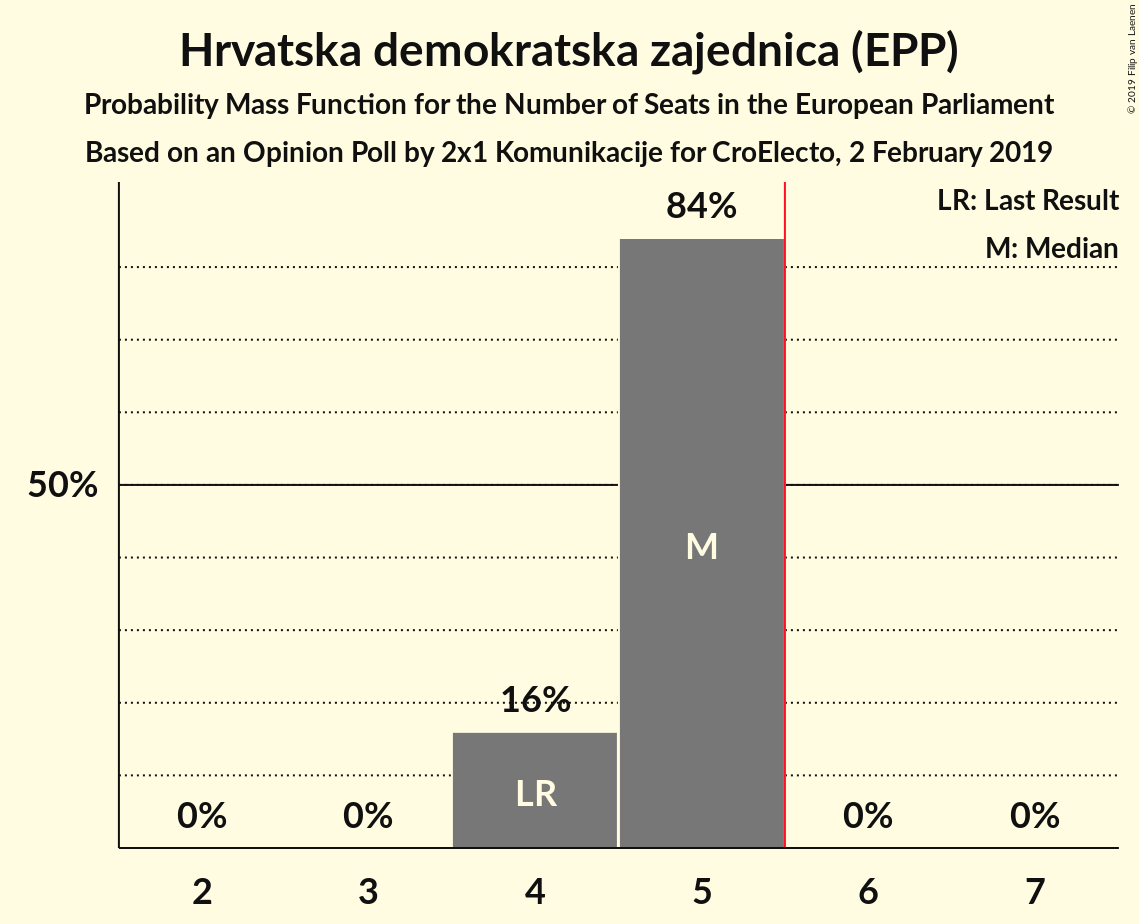 Hrvatska demokratska zajednica (EPP)
Probability Mass Function for the Number of Seats in the European Parliament
Based on an Opinion Poll by 2x1 Komunikacije for CroElecto, 2 February 2019
© 2019 Filip van Laenen
LR: Last Result
M: Median
84%
50%
M
16%
LR
0%
0%
0%
0%
2
3
4
5
6
7